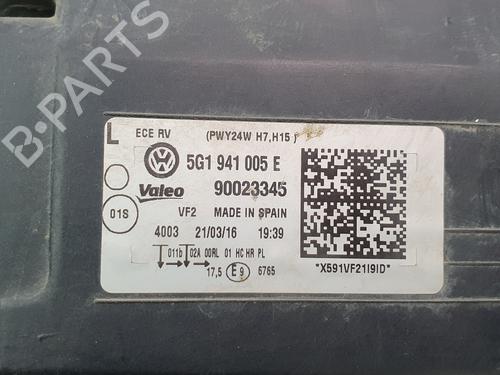 L ECE RV (PWY24W H7,H15)
5G1 941 005 E
Valeo 90023345
01S VF2 MADE IN SPAIN
4003 21/03/16 19:39
011b 02A 00RL 01 HC HR PL
17,5 E9 6765
"X591VF21I9ID"
B-PARTS